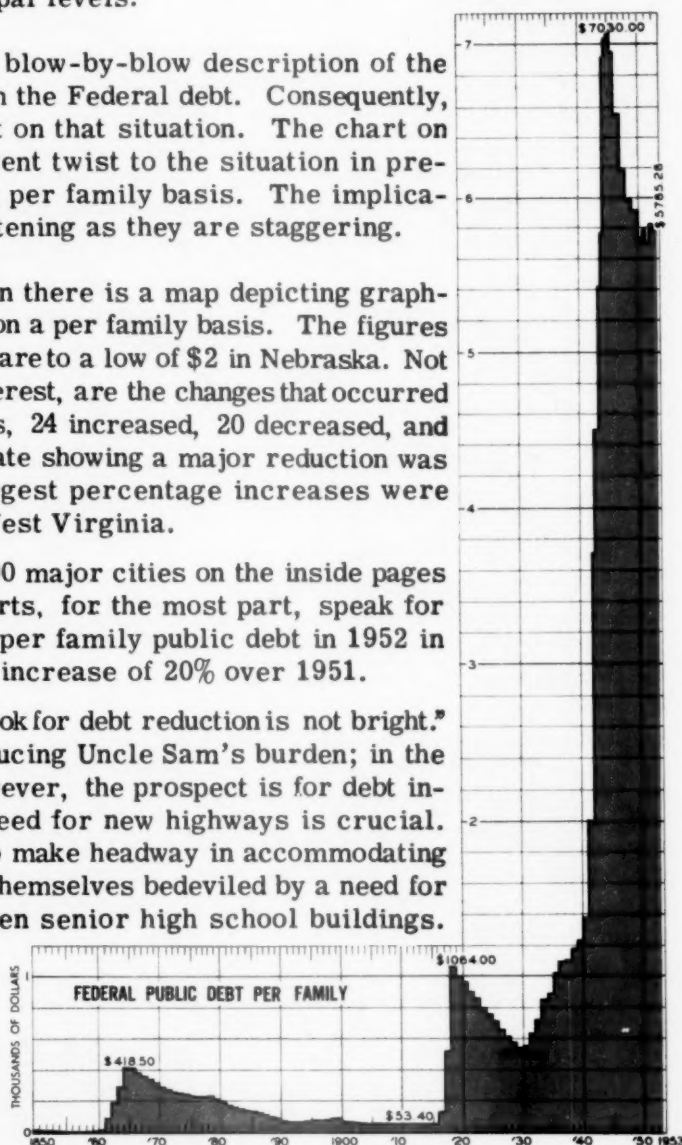 blow-by-blow description of the
the Federal debt. Consequently,
on that situation. The chart on
ent twist to the situation in pre-
per family basis. The implica-
tening as they are staggering.
n there is a map depicting graph-
on a per family basis. The figures
are to a low of $2 in Nebraska. Not
erest, are the changes that occurred
s, 24 increased, 20 decreased, and
ate showing a major reduction was
gest percentage increases were
est Virginia.
0 major cities on the inside pages
rts, for the most part, speak for
per family public debt in 1952 in
increase of 20% over 1951.
ok for debt reduction is not bright."
ucing Uncle Sam's burden; in the
ever, the prospect is for debt in-
eed for new highways is crucial.
make headway in accommodating
hemselves bedeviled by a need for
en senior high school buildings.
$7030.00
7
6
$5785.28
5
4
3
2
$1064.00
1
THOUSANDS OF DOLLARS
FEDERAL PUBLIC DEBT PER FAMILY
$418.50
$53.40
0
1850 '60 '70 '80 '90 1900 '10 '20 '30 '40 '50 1953